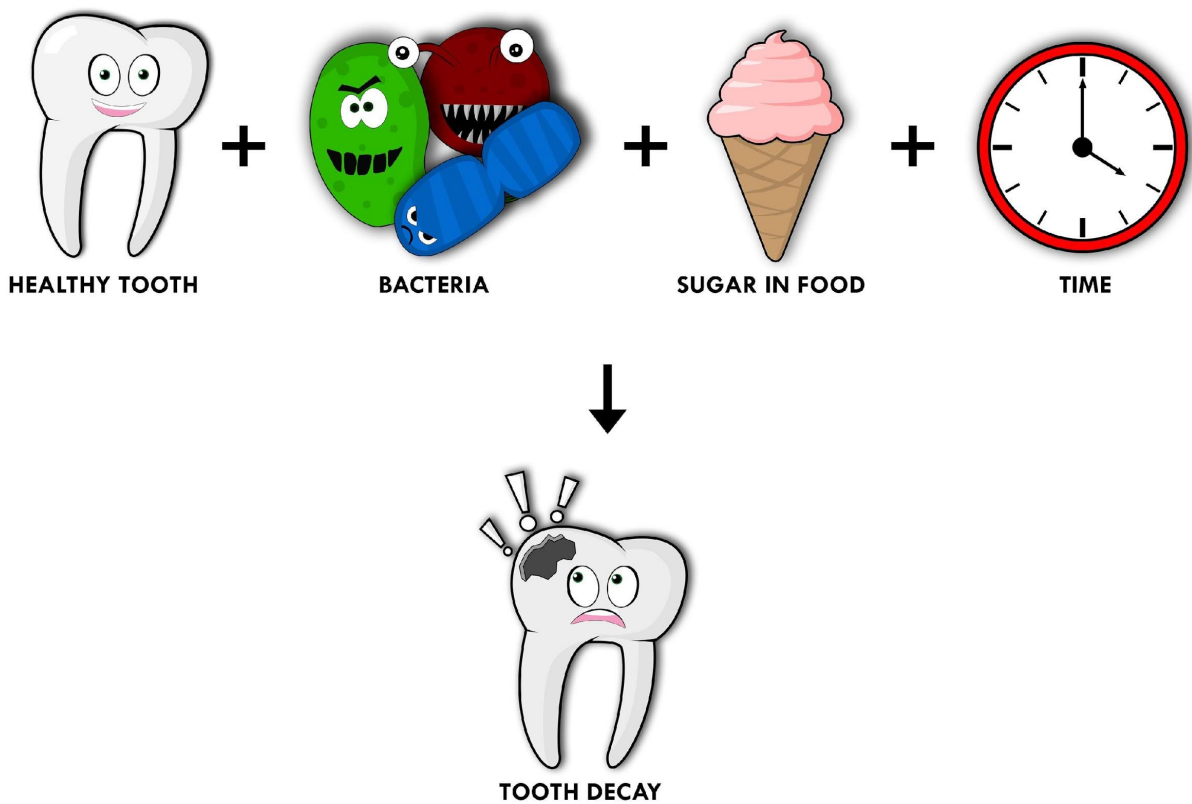 HEALTHY TOOTH
BACTERIA
SUGAR IN FOOD
TIME
TOOTH DECAY